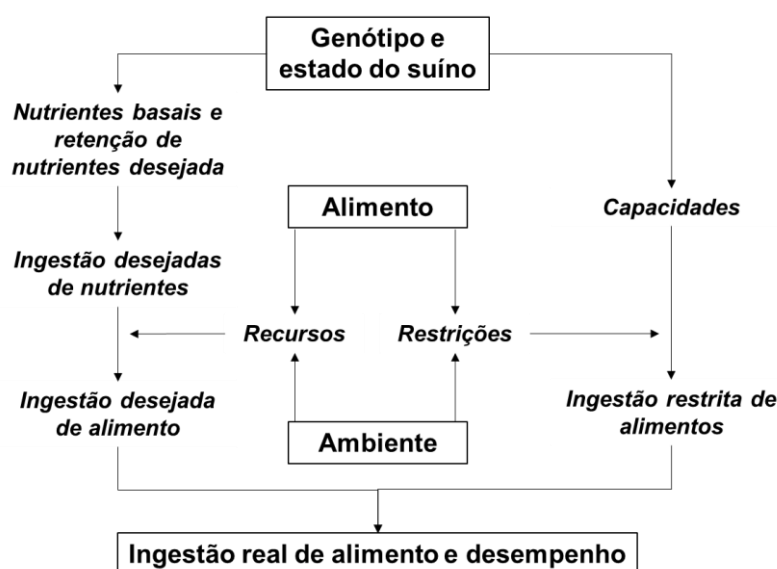 Genótipo e
estado do suíno
Nutrientes basais e
retenção de
nutrientes desejada
Alimento
Capacidades
Ingestão desejadas
de nutrientes
Recursos
Restrições
Ingestão desejada
de alimento
Ingestão restrita de
alimentos
Ambiente
Ingestão real de alimento e desempenho